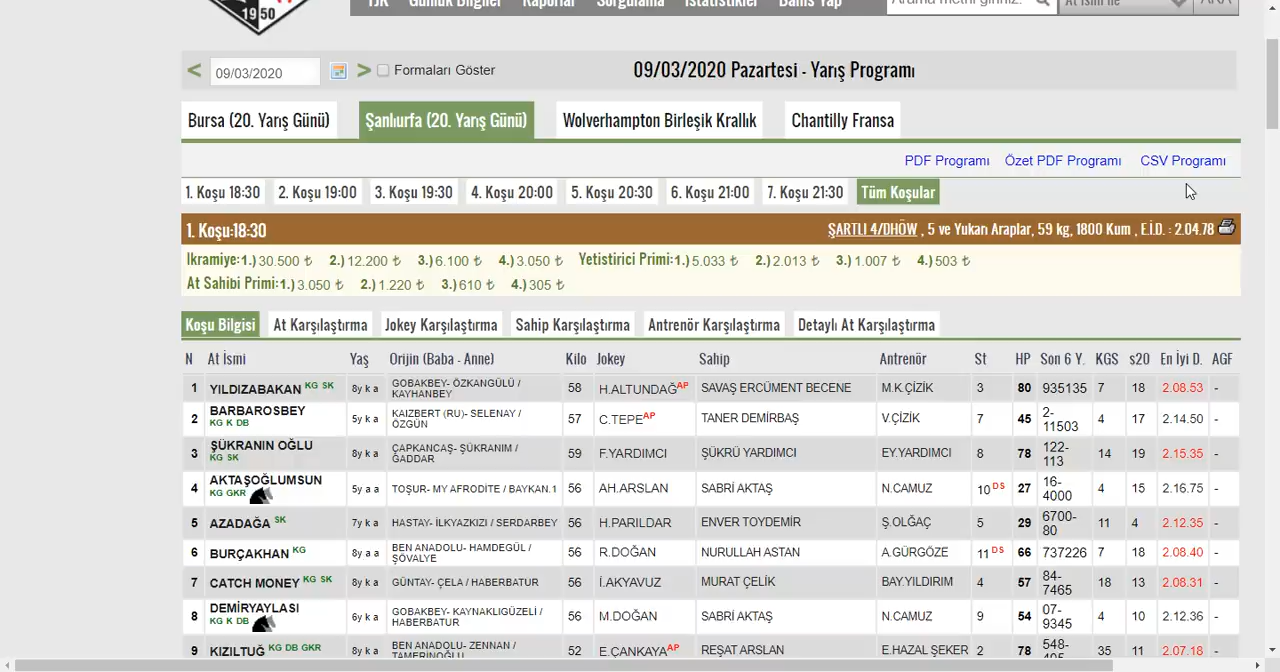 19 50
TJK Günlük Bilgiler Raporlar Sorgulama İstatistikler Bahis Yap Arama metni giriniz. At İsmi ile ARA
< 09/03/2020 > Formaları Göster 09/03/2020 Pazartesi - Yarış Programı
Bursa (20. Yarış Günü) Şanlıurfa (20. Yarış Günü) Wolverhampton Birleşik Krallık Chantilly Fransa
PDF Programı Özet PDF Programı CSV Programı
1. Koşu 18:30 2. Koşu 19:00 3. Koşu 19:30 4. Koşu 20:00 5. Koşu 20:30 6. Koşu 21:00 7. Koşu 21:30 Tüm Koşular
1. Koşu:18:30 ŞARTLI 4/DHÖW , 5 ve Yukarı Araplar, 59 kg, 1800 Kum , E.İ.D. : 2.04.78
Ikramiye:1.) 30.500 ₺ 2.) 12.200 ₺ 3.) 6.100 ₺ 4.) 3.050 ₺ Yetistirici Primi:1.) 5.033 ₺ 2.) 2.013 ₺ 3.) 1.007 ₺ 4.) 503 ₺
At Sahibi Primi:1.) 3.050 ₺ 2.) 1.220 ₺ 3.) 610 ₺ 4.) 305 ₺
Koşu Bilgisi At Karşılaştırma Jokey Karşılaştırma Sahip Karşılaştırma Antrenör Karşılaştırma Detaylı At Karşılaştırma
N At İsmi Yaş Orijin (Baba - Anne) Kilo Jokey Sahip Antrenör St HP Son 6 Y. KGS s20 En İyi D. AGF
1 YILDIZABAKAN KG SK 8y k a GOBAKBEY- ÖZKANGÜLÜ / KAYHANBEY 58 H.ALTUNDAĞ AP SAVAŞ ERCÜMENT BECENE M.K.ÇİZİK 3 80 935135 7 18 2.08.53 -
2 BARBAROSBEY KG K DB 5y k a KAIZBERT (RU)- SELENAY / ÖZGÜN 57 C.TEPE AP TANER DEMİRBAŞ V.ÇİZİK 7 45 2-11503 4 17 2.14.50 -
3 ŞÜKRANIN OĞLU KG SK 8y k a ÇAPKANCAŞ- ŞÜKRANIM / GADDAR 59 F.YARDIMCI ŞÜKRÜ YARDIMCI EY.YARDIMCI 8 78 122-113 14 19 2.15.35 -
4 AKTAŞOĞLUMSUN KG GKR 5y a a TOŞUR- MY AFRODİTE / BAYKAN.1 56 AH.ARSLAN SABRİ AKTAŞ N.CAMUZ 10 DS 27 16-4000 4 15 2.16.75 -
5 AZADAĞA SK 7y k a HASTAY- İLKYAZKIZI / SERDARBEY 56 H.PARILDAR ENVER TOYDEMİR Ş.OLĞAÇ 5 29 6700-80 11 4 2.12.35 -
6 BURÇAKHAN KG 8y a a BEN ANADOLU- HAMDEGÜL / ŞÖVALYE 56 R.DOĞAN NURULLAH ASTAN A.GÜRGÖZE 11 DS 66 737226 7 18 2.08.40 -
7 CATCH MONEY KG SK 8y k a GÜNTAY- ÇELA / HABERBATUR 56 İ.AKYAVUZ MURAT ÇELİK BAY.YILDIRIM 4 57 84-7465 18 13 2.08.31 -
8 DEMİRYAYLASI KG K DB 6y k a GOBAKBEY- KAYNAKLIGÜZELİ / HABERBATUR 56 M.DOĞAN SABRİ AKTAŞ N.CAMUZ 9 54 07-9345 4 10 2.12.36 -
9 KIZILTUĞ KG DB GKR 8y k a BEN ANADOLU- ZENNAN / TAMERİNOĞLU 52 E.ÇANKAYA AP REŞAT ARSLAN E.HAZAL ŞEKER 2 78 548-405 35 11 2.07.18 -